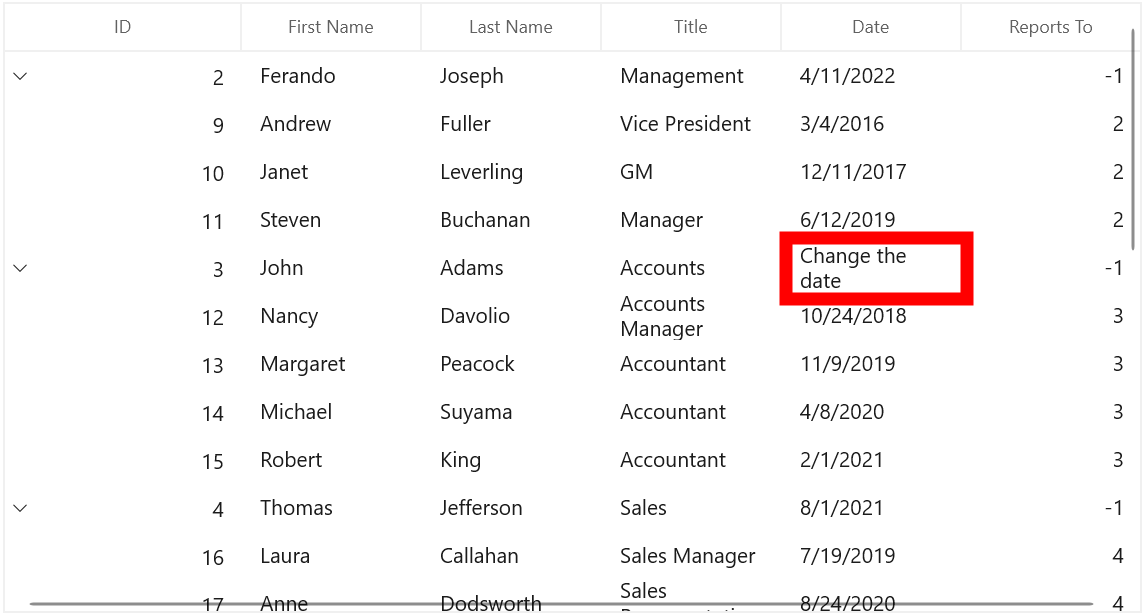 ID First Name Last Name Title Date Reports To
2 Ferando Joseph Management 4/11/2022 -1
9 Andrew Fuller Vice President 3/4/2016 2
10 Janet Leverling GM 12/11/2017 2
11 Steven Buchanan Manager 6/12/2019 2
3 John Adams Accounts Change the -1
date
12 Nancy Davolio Accounts 10/24/2018 3
Manager
13 Margaret Peacock Accountant 11/9/2019 3
14 Michael Suyama Accountant 4/8/2020 3
15 Robert King Accountant 2/1/2021 3
4 Thomas Jefferson Sales 8/1/2021 -1
16 Laura Callahan Sales Manager 7/19/2019 4
17 Anne Dodsworth Sales 8/24/2020 4